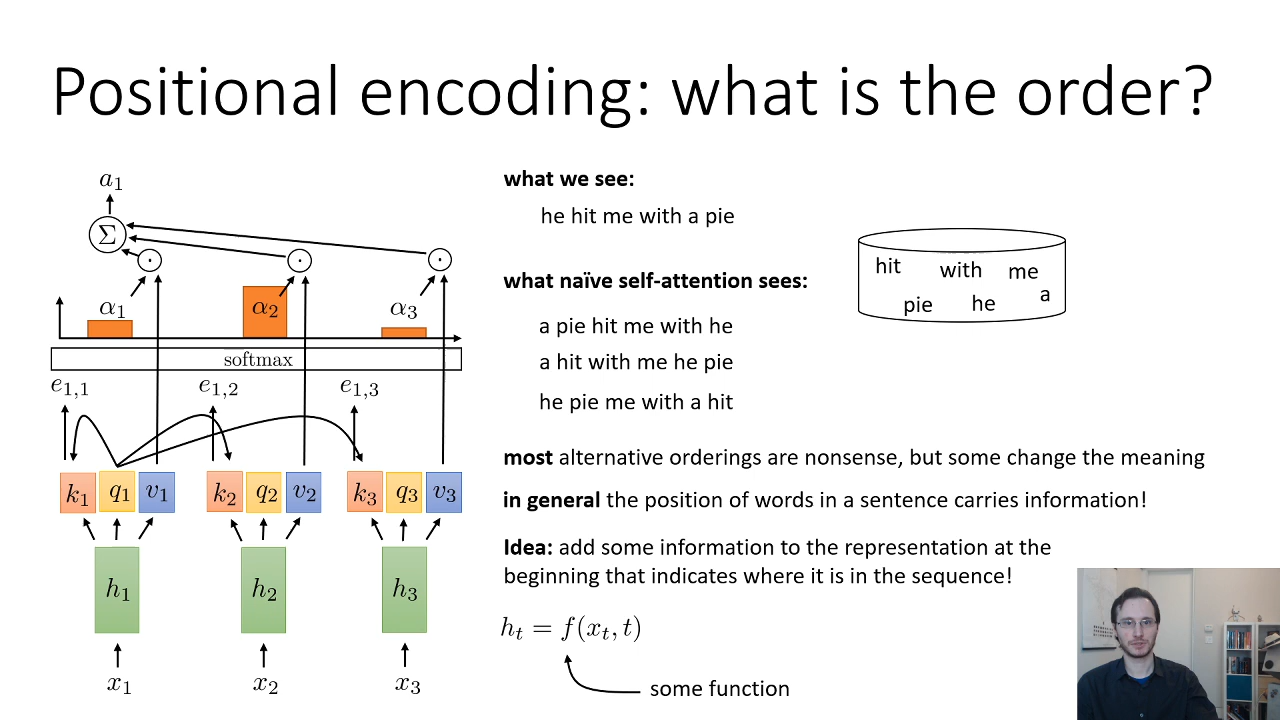 Positional encoding: what is the order?
a₁
Σ
α₁
α₂
α₃
softmax
e₁,₁
e₁,₂
e₁,₃
k₁ q₁ v₁
k₂ q₂ v₂
k₃ q₃ v₃
h₁
h₂
h₃
x₁
x₂
x₃
what we see:
he hit me with a pie
what naïve self-attention sees:
a pie hit me with he
a hit with me he pie
he pie me with a hit
hit with me
pie he a
most alternative orderings are nonsense, but some change the meaning
in general the position of words in a sentence carries information!
Idea: add some information to the representation at the
beginning that indicates where it is in the sequence!
hₜ = f(xₜ, t)
some function